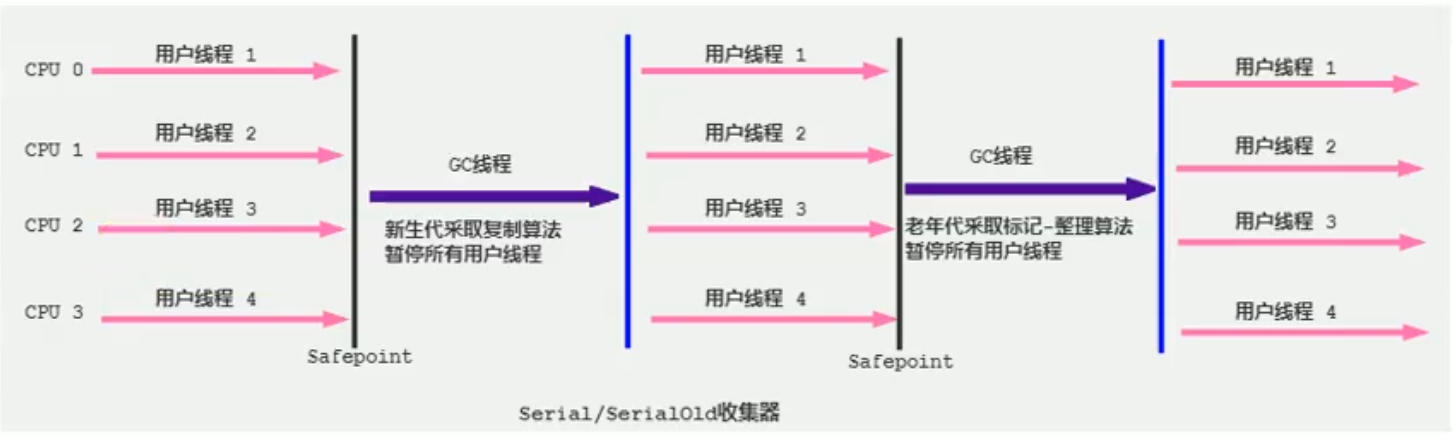 用户线程 1
用户线程 1
用户线程 1
CPU 0
用户线程 2
用户线程 2
用户线程 2
CPU 1
GC线程
GC线程
用户线程 3
用户线程 3
用户线程 3
CPU 2
新生代采取复制算法
暂停所有用户线程
老年代采取标记-整理算法
暂停所有用户线程
用户线程 4
用户线程 4
用户线程 4
CPU 3
Safepoint
Safepoint
Serial/SerialOld收集器